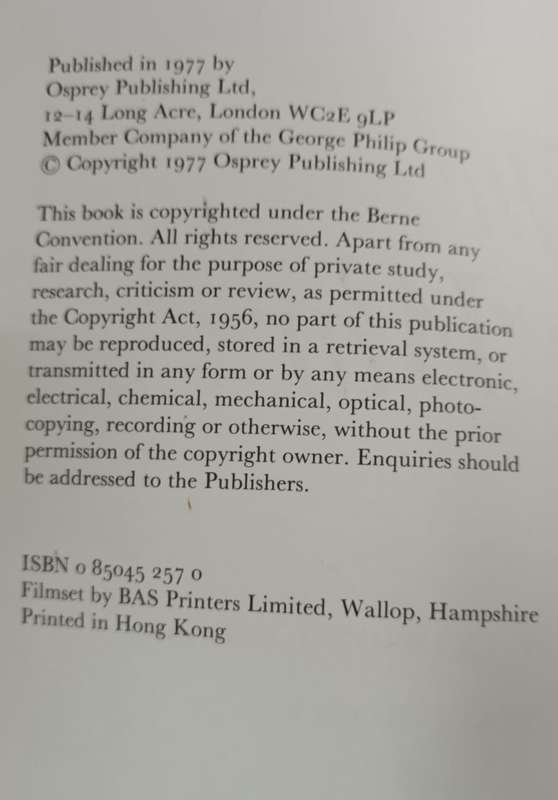 Published in 1977 by
Osprey Publishing Ltd,
12–14 Long Acre, London WC2E 9LP
Member Company of the George Philip Group
© Copyright 1977 Osprey Publishing Ltd
This book is copyrighted under the Berne
Convention. All rights reserved. Apart from any
fair dealing for the purpose of private study,
research, criticism or review, as permitted under
the Copyright Act, 1956, no part of this publication
may be reproduced, stored in a retrieval system, or
transmitted in any form or by any means electronic,
electrical, chemical, mechanical, optical, photo-
copying, recording or otherwise, without the prior
permission of the copyright owner. Enquiries should
be addressed to the Publishers.
ISBN 0 85045 257 0
Filmset by BAS Printers Limited, Wallop, Hampshire
Printed in Hong Kong